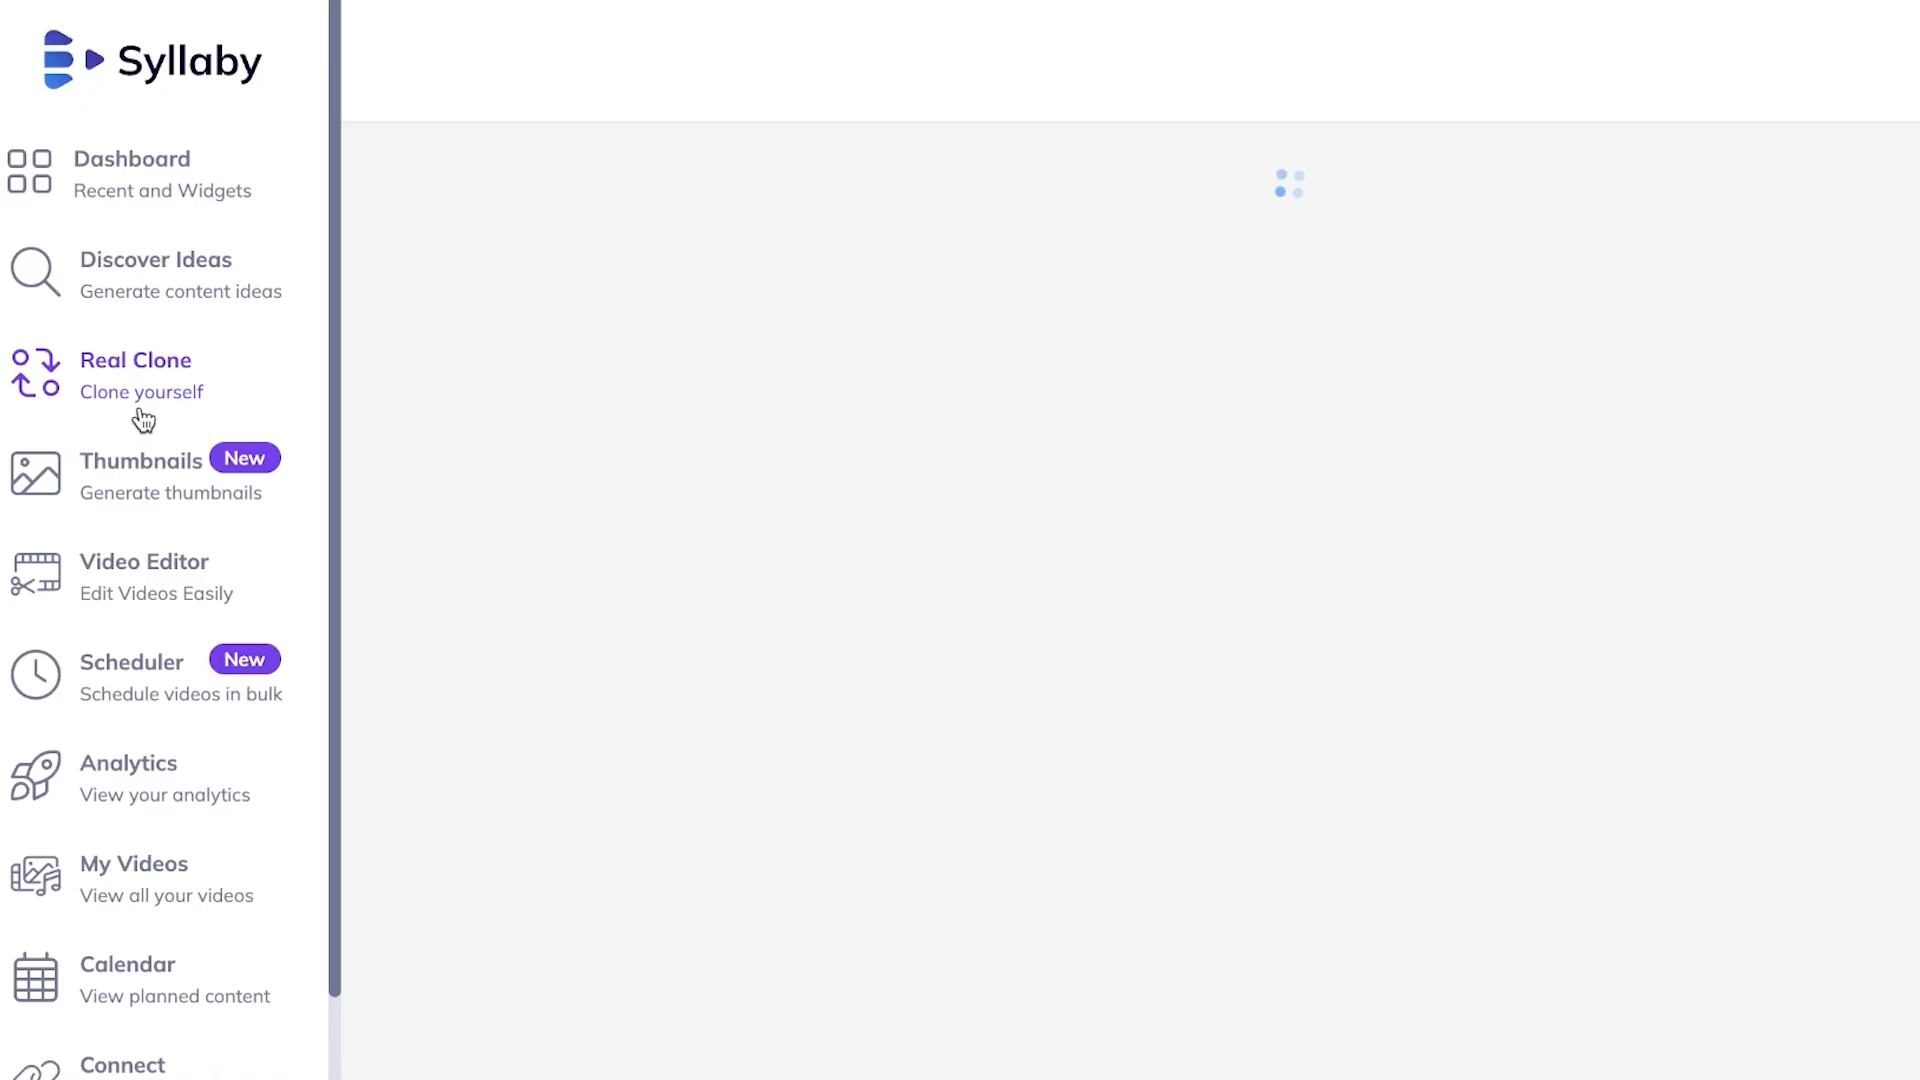 Syllaby
Dashboard
Recent and Widgets
Discover Ideas
Generate content ideas
Real Clone
Clone yourself
Thumbnails New
Generate thumbnails
Video Editor
Edit Videos Easily
Scheduler New
Schedule videos in bulk
Analytics
View your analytics
My Videos
View all your videos
Calendar
View planned content
Connect